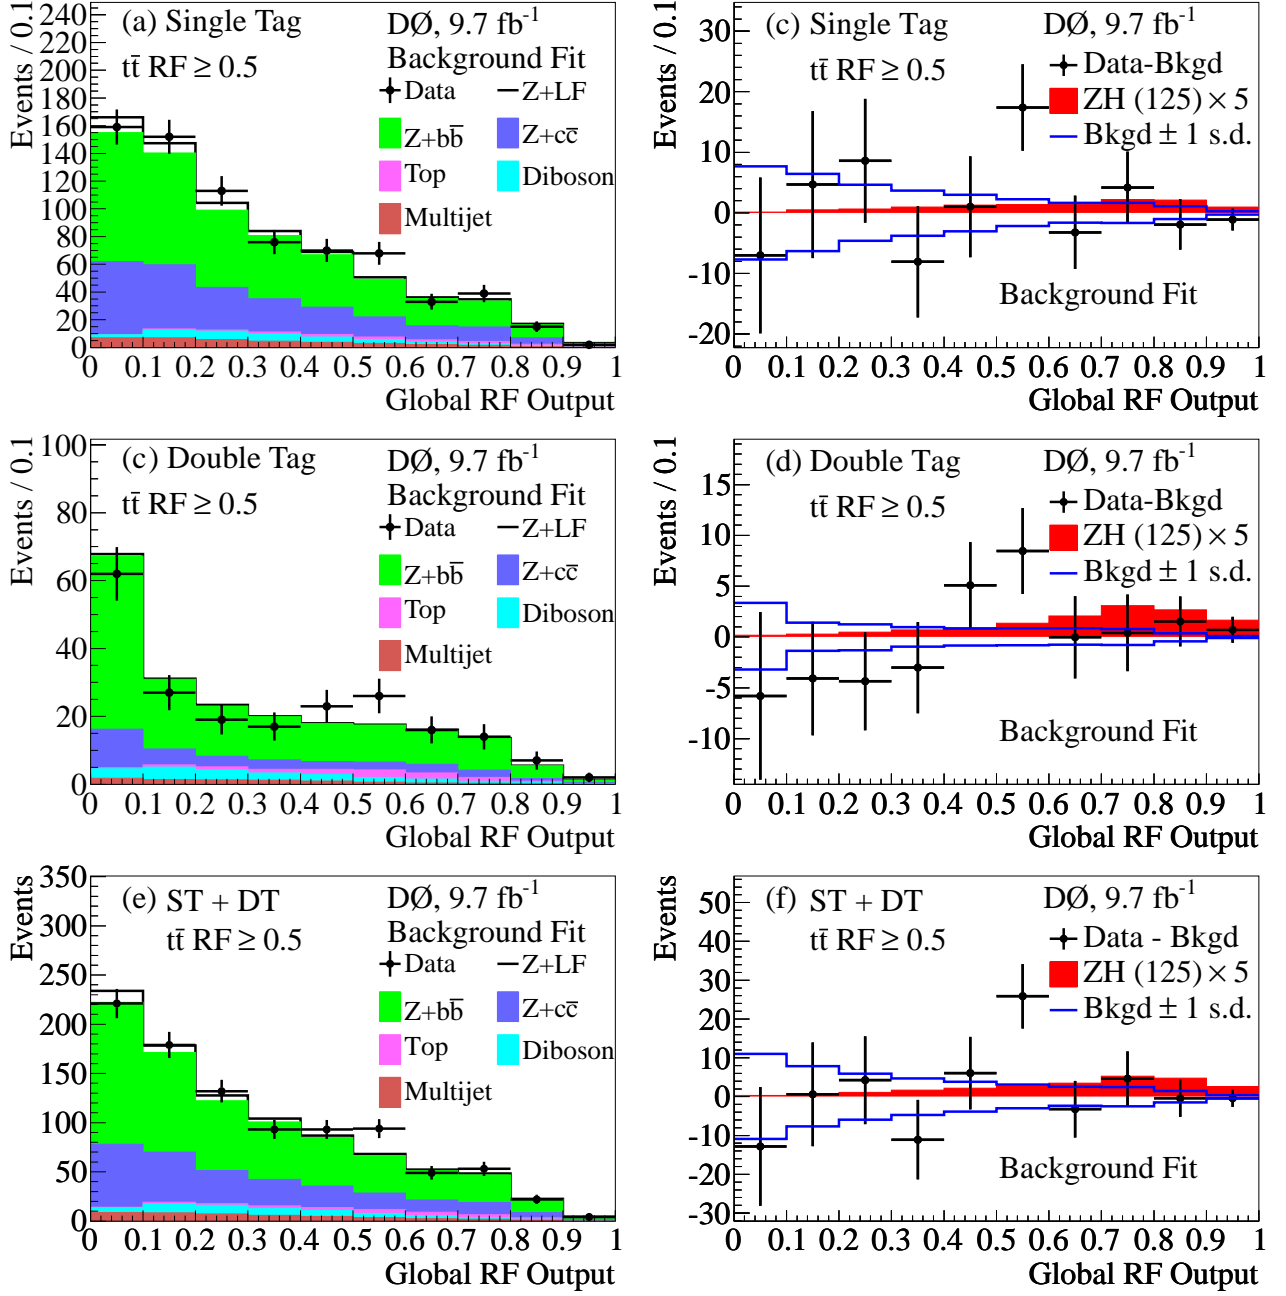 (a) Single Tag
tt̄ RF ≥ 0.5
DØ, 9.7 fb⁻¹
Background Fit
Data
Z+LF
Z+bb̄
Z+cc̄
Top
Diboson
Multijet
Events / 0.1
240
220
200
180
160
140
120
100
80
60
40
20
0
0 0.1 0.2 0.3 0.4 0.5 0.6 0.7 0.8 0.9 1
Global RF Output
(c) Single Tag
tt̄ RF ≥ 0.5
DØ, 9.7 fb⁻¹
Data-Bkgd
ZH (125) × 5
Bkgd ± 1 s.d.
Background Fit
Events / 0.1
30
20
10
0
-10
-20
0 0.1 0.2 0.3 0.4 0.5 0.6 0.7 0.8 0.9 1
Global RF Output
(c) Double Tag
tt̄ RF ≥ 0.5
DØ, 9.7 fb⁻¹
Background Fit
Data
Z+LF
Z+bb̄
Z+cc̄
Top
Diboson
Multijet
Events / 0.1
100
80
60
40
20
0
0 0.1 0.2 0.3 0.4 0.5 0.6 0.7 0.8 0.9 1
Global RF Output
(d) Double Tag
tt̄ RF ≥ 0.5
DØ, 9.7 fb⁻¹
Data-Bkgd
ZH (125) × 5
Bkgd ± 1 s.d.
Background Fit
Events / 0.1
15
10
5
0
-5
-10
0 0.1 0.2 0.3 0.4 0.5 0.6 0.7 0.8 0.9 1
Global RF Output
(e) ST + DT
tt̄ RF ≥ 0.5
DØ, 9.7 fb⁻¹
Background Fit
Data
Z+LF
Z+bb̄
Z+cc̄
Top
Diboson
Multijet
Events
350
300
250
200
150
100
50
0
0 0.1 0.2 0.3 0.4 0.5 0.6 0.7 0.8 0.9 1
Global RF Output
(f) ST + DT
tt̄ RF ≥ 0.5
DØ, 9.7 fb⁻¹
Data - Bkgd
ZH (125) × 5
Bkgd ± 1 s.d.
Background Fit
Events
50
40
30
20
10
0
-10
-20
-30
0 0.1 0.2 0.3 0.4 0.5 0.6 0.7 0.8 0.9 1
Global RF Output